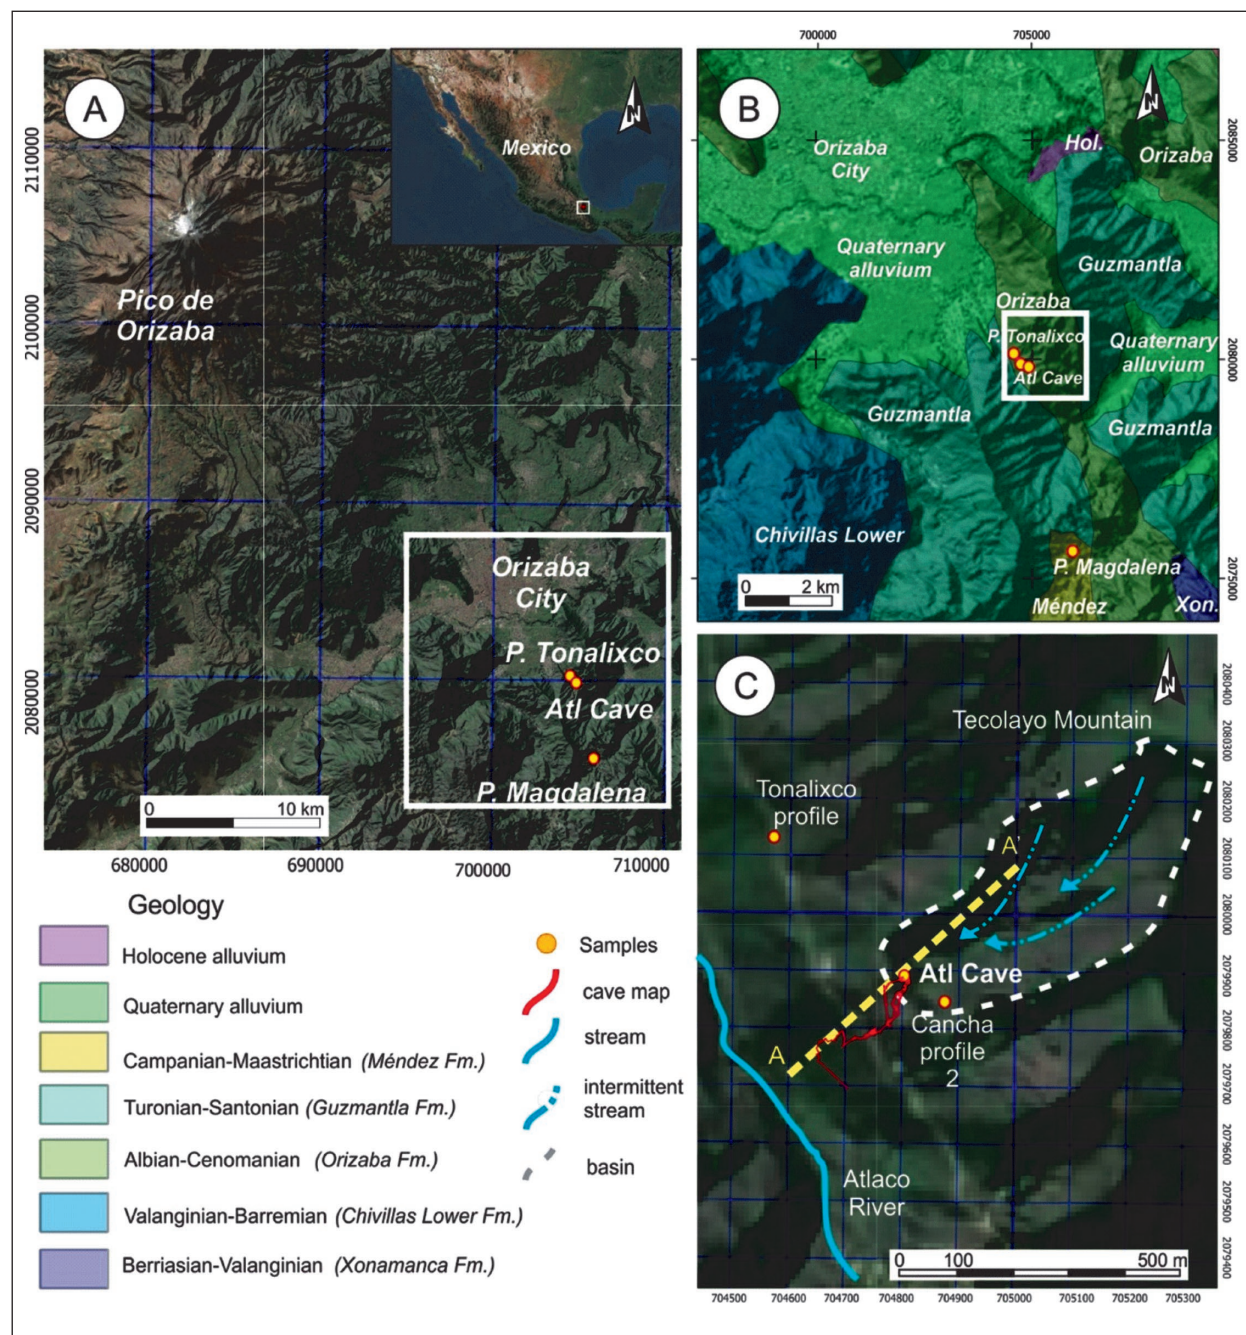 A
N
Mexico
Pico de
Orizaba
Orizaba
City
P. Tonalixco
Atl Cave
P. Magdalena
0 10 km
2110000
2100000
2090000
2080000
680000 690000 700000 710000
B
N
700000 705000
Orizaba
City
Hol.
Orizaba
Quaternary
alluvium
Guzmantla
Orizaba
P. Tonalixco
Atl Cave
Quaternary
alluvium
Guzmantla
Guzmantla
Chivillas Lower
P. Magdalena
Méndez
Xon.
0 2 km
2085000
2080000
2075000
C
N
Tecolayo Mountain
Tonalixco
profile
A'
Atl Cave
Cancha
profile
2
A
Atlaco
River
0 100 500 m
2080400
2080300
2080200
2080100
2080000
2079900
2079800
2079700
2079600
2079500
2079400
704500 704600 704700 704800 704900 705000 705100 705200 705300
Geology
Holocene alluvium
Quaternary alluvium
Campanian-Maastrichtian (Méndez Fm.)
Turonian-Santonian (Guzmantla Fm.)
Albian-Cenomanian (Orizaba Fm.)
Valanginian-Barremian (Chivillas Lower Fm.)
Berriasian-Valanginian (Xonamanca Fm.)
Samples
cave map
stream
intermittent
stream
basin